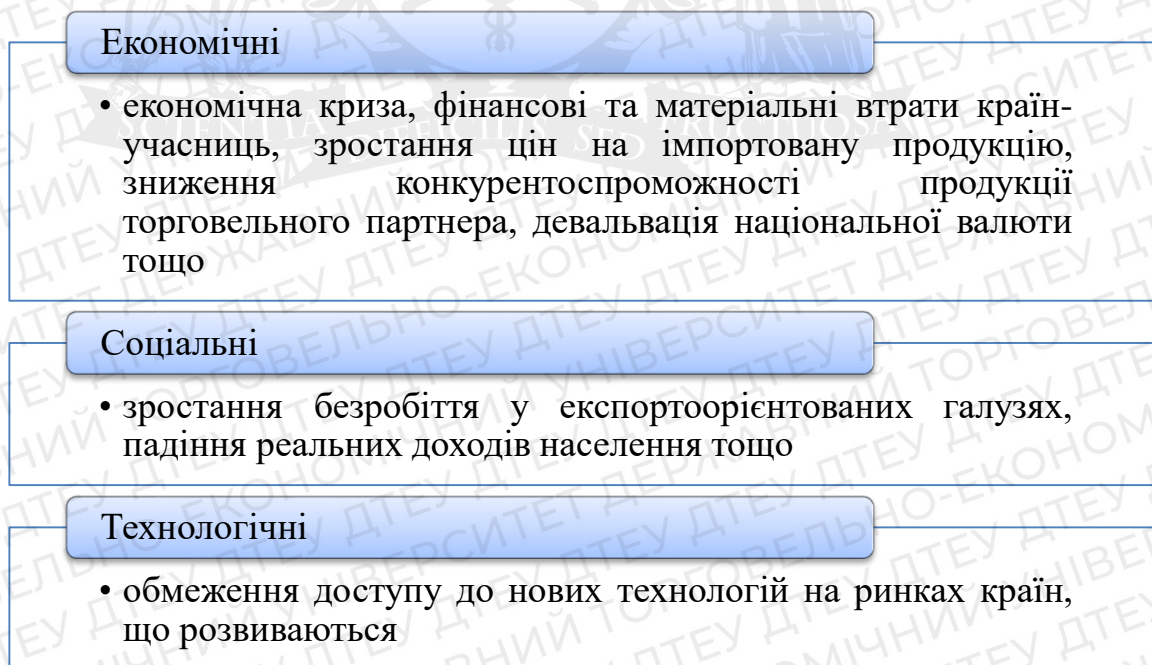 Економічні
• економічна криза, фінансові та матеріальні втрати країн-
учасниць, зростання цін на імпортовану продукцію,
зниження конкурентоспроможності продукції
торговельного партнера, девальвація національної валюти
тощо
Соціальні
• зростання безробіття у експортоорієнтованих галузях,
падіння реальних доходів населення тощо
Технологічні
• обмеження доступу до нових технологій на ринках країн,
що розвиваються